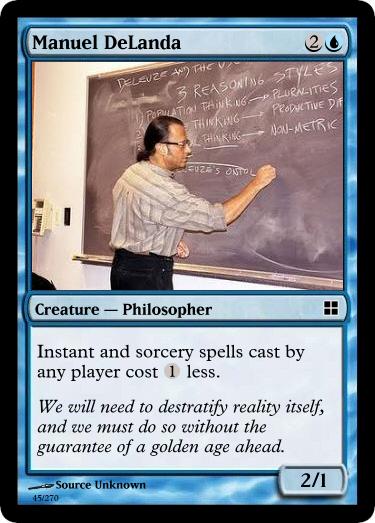 Manuel DeLanda 2
DELEUZE AND THE
3 REASONING STYLES
1) POPULATION THINKING → PLURALITIES
THINKING → PRODUCTIVE DIF
THINKING → NON-METRIC
DELEUZE'S ONTOL
Creature — Philosopher
Instant and sorcery spells cast by
any player cost 1 less.
We will need to destratify reality itself,
and we must do so without the
guarantee of a golden age ahead.
Source Unknown
2/1
45/270